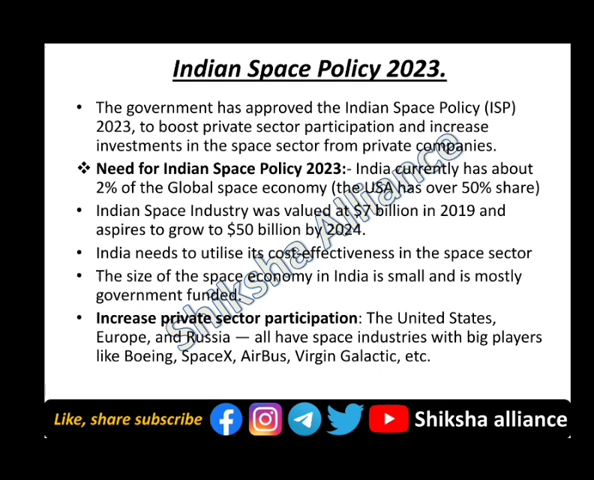 Indian Space Policy 2023.
• The government has approved the Indian Space Policy (ISP)
2023, to boost private sector participation and increase
investments in the space sector from private companies.
❖ Need for Indian Space Policy 2023:- India currently has about
2% of the Global space economy (the USA has over 50% share)
• Indian Space Industry was valued at $7 billion in 2019 and
aspires to grow to $50 billion by 2024.
• India needs to utilise its cost-effectiveness in the space sector
• The size of the space economy in India is small and is mostly
government funded.
• Increase private sector participation: The United States,
Europe, and Russia — all have space industries with big players
like Boeing, SpaceX, AirBus, Virgin Galactic, etc.
Shiksha Alliance
Like, share subscribe Shiksha alliance